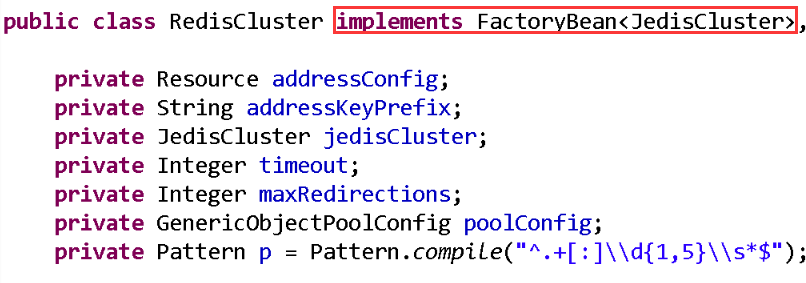 public class RedisCluster implements FactoryBean<JedisCluster>,
private Resource addressConfig;
private String addressKeyPrefix;
private JedisCluster jedisCluster;
private Integer timeout;
private Integer maxRedirections;
private GenericObjectPoolConfig poolConfig;
private Pattern p = Pattern.compile("^.+[:]\\d{1,5}\\s*$");